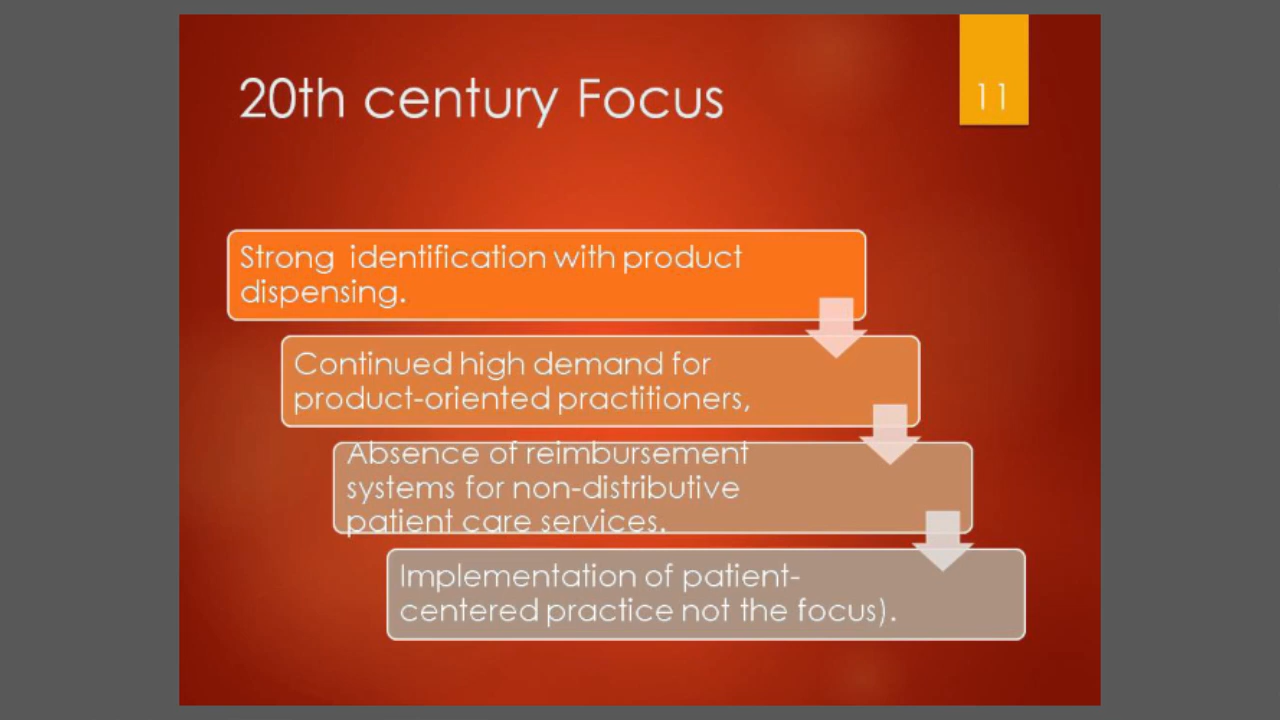 20th century Focus
11
Strong identification with product
dispensing.
Continued high demand for
product-oriented practitioners,
Absence of reimbursement
systems for non-distributive
patient care services.
Implementation of patient-
centered practice not the focus).